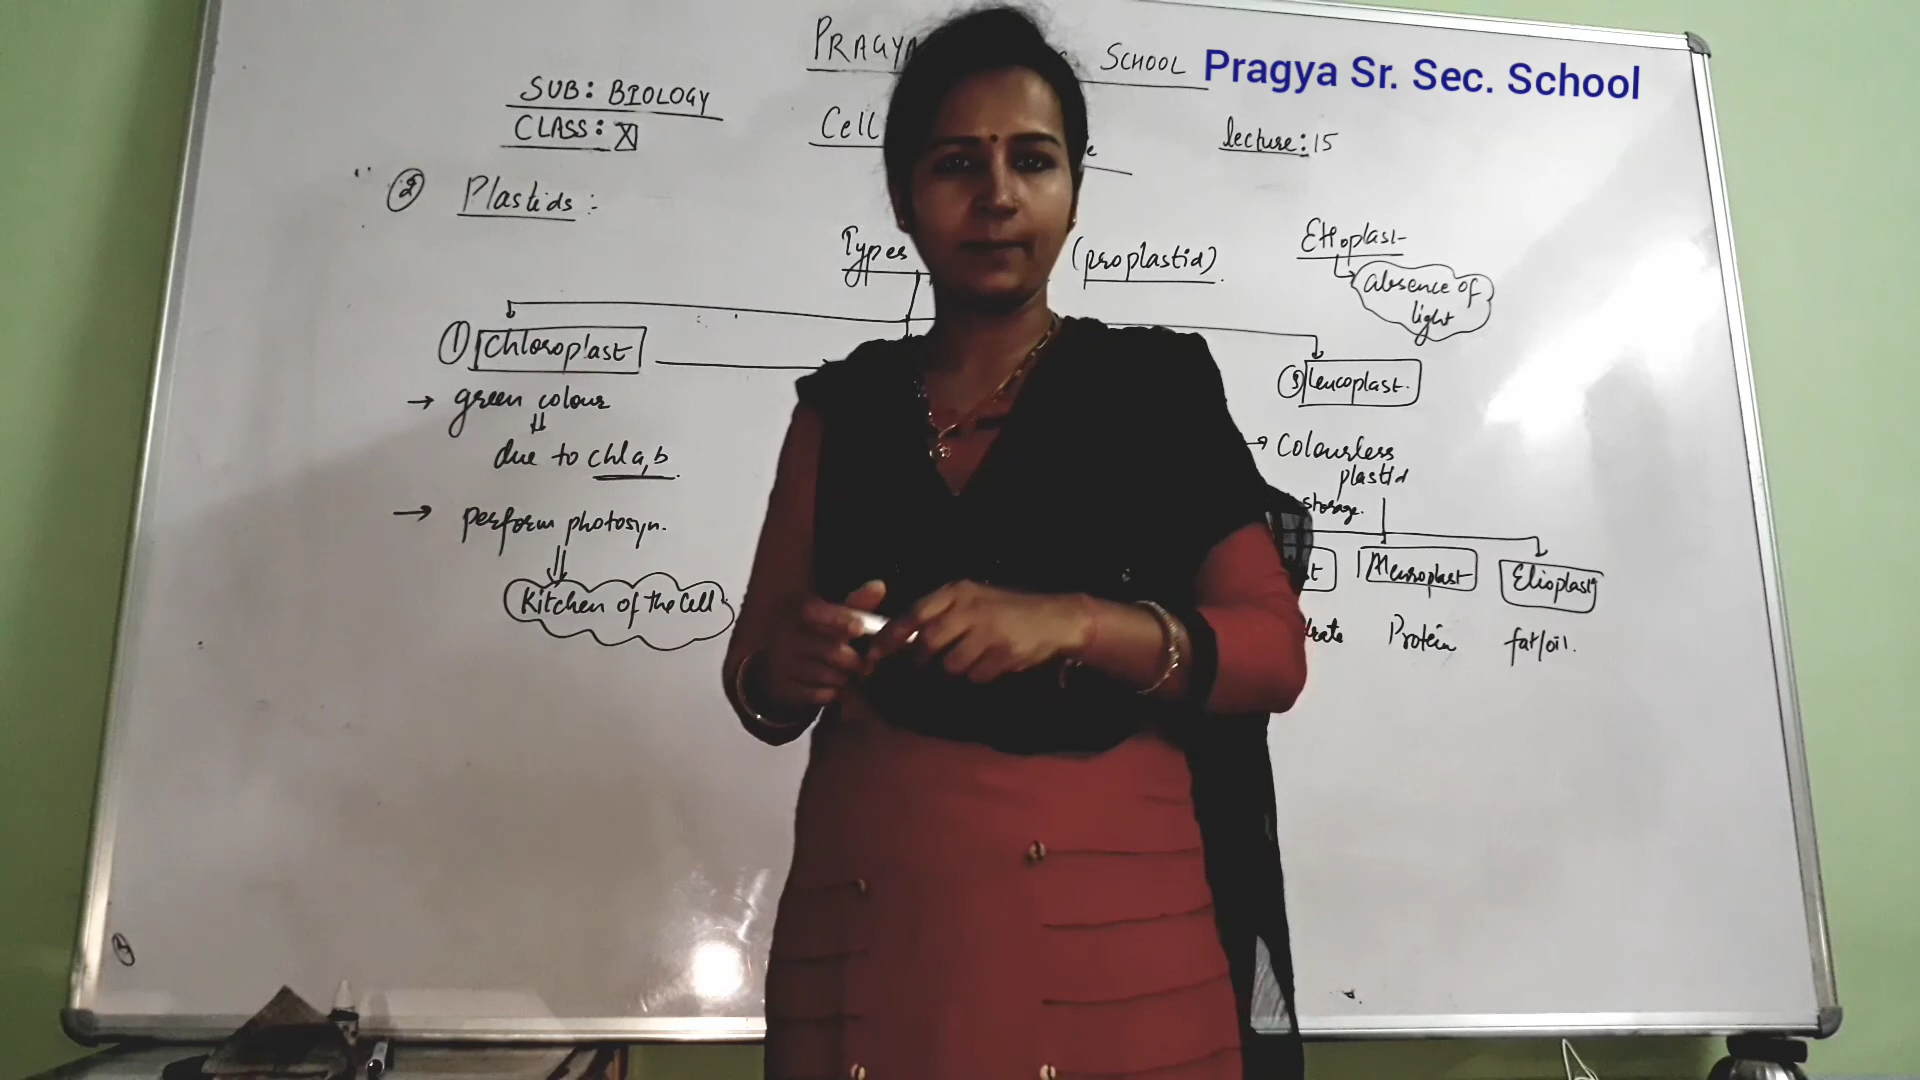 PRAGYA SCHOOL
Pragya Sr. Sec. School
SUB: BIOLOGY
CLASS: XI
Cell
lecture: 15
② Plastids :-
Types (proplastid).
Etioplast
absence of
light
① Chloroplast
③ leucoplast.
→ green colour
due to chl a, b.
→ Colourless
plastid
storage.
→ perform photosyn.
Kitchen of the Cell
Elioplast
Protein
fat/oil.